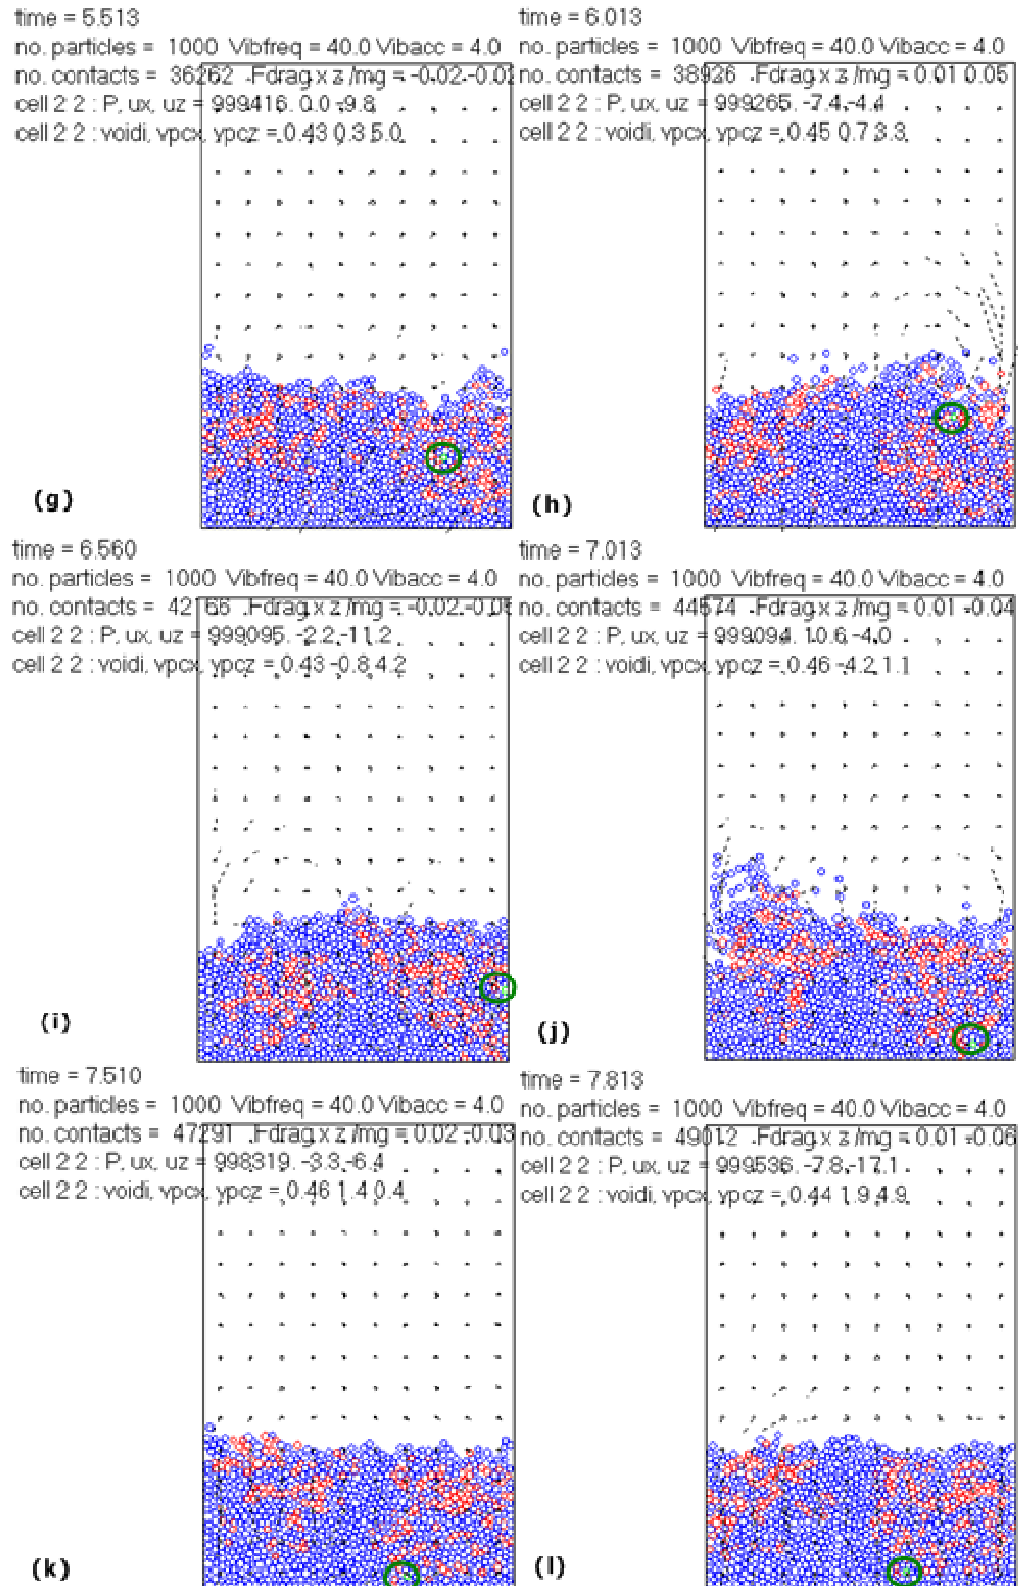 time = 5.513
no. particles = 1000 Vibfreq = 40.0 Vibacc = 4.0
no. contacts = 36262 .Fdrag x z /mg = -0.02 -0.02
cell 2 2 : P, ux, uz = 999416. 0.0 -9.8
cell 2 2 : voidi, vpcx, vpcz = 0.43 0.3 5.0
(g)
time = 6.013
no. particles = 1000 Vibfreq = 40.0 Vibacc = 4.0
no. contacts = 38926 .Fdrag x z /mg = 0.01 0.05
cell 2 2 : P, ux, uz = 999265. -7.4 -4.4
cell 2 2 : voidi, vpcx, vpcz = 0.45 0.7 3.3
(h)
time = 6.560
no. particles = 1000 Vibfreq = 40.0 Vibacc = 4.0
no. contacts = 42166 .Fdrag x z /mg = -0.02 -0.06
cell 2 2 : P, ux, uz = 999095. -2.2 -11.2
cell 2 2 : voidi, vpcx, vpcz = 0.43 -0.8 4.2
(i)
time = 7.013
no. particles = 1000 Vibfreq = 40.0 Vibacc = 4.0
no. contacts = 44574 .Fdrag x z /mg = 0.01 -0.04
cell 2 2 : P, ux, uz = 999094. 10.6 -4.0
cell 2 2 : voidi, vpcx, vpcz = 0.46 -4.2 1.1
(j)
time = 7.510
no. particles = 1000 Vibfreq = 40.0 Vibacc = 4.0
no. contacts = 47291 .Fdrag x z /mg = 0.02 -0.03
cell 2 2 : P, ux, uz = 998319. -3.3 -6.4
cell 2 2 : voidi, vpcx, vpcz = 0.46 1.4 0.4
(k)
time = 7.813
no. particles = 1000 Vibfreq = 40.0 Vibacc = 4.0
no. contacts = 49012 .Fdrag x z /mg = 0.01 -0.06
cell 2 2 : P, ux, uz = 999536. -7.8 -17.1
cell 2 2 : voidi, vpcx, vpcz = 0.44 1.9 4.9
(l)